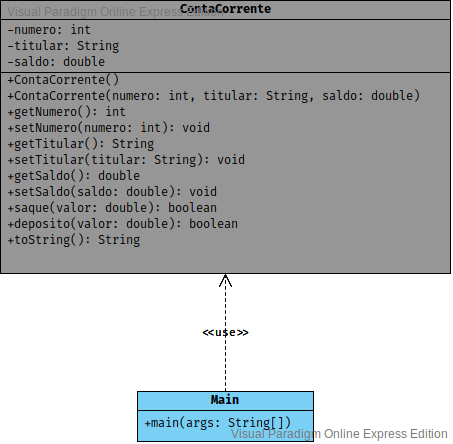 Visual Paradigm Online Express Edition
ContaCorrente
-numero: int
-titular: String
-saldo: double
+ContaCorrente()
+ContaCorrente(numero: int, titular: String, saldo: double)
+getNumero(): int
+setNumero(numero: int): void
+getTitular(): String
+setTitular(titular: String): void
+getSaldo(): double
+setSaldo(saldo: double): void
+saque(valor: double): boolean
+deposito(valor: double): boolean
+toString(): String
<<use>>
Main
+main(args: String[])
Visual Paradigm Online Express Edition